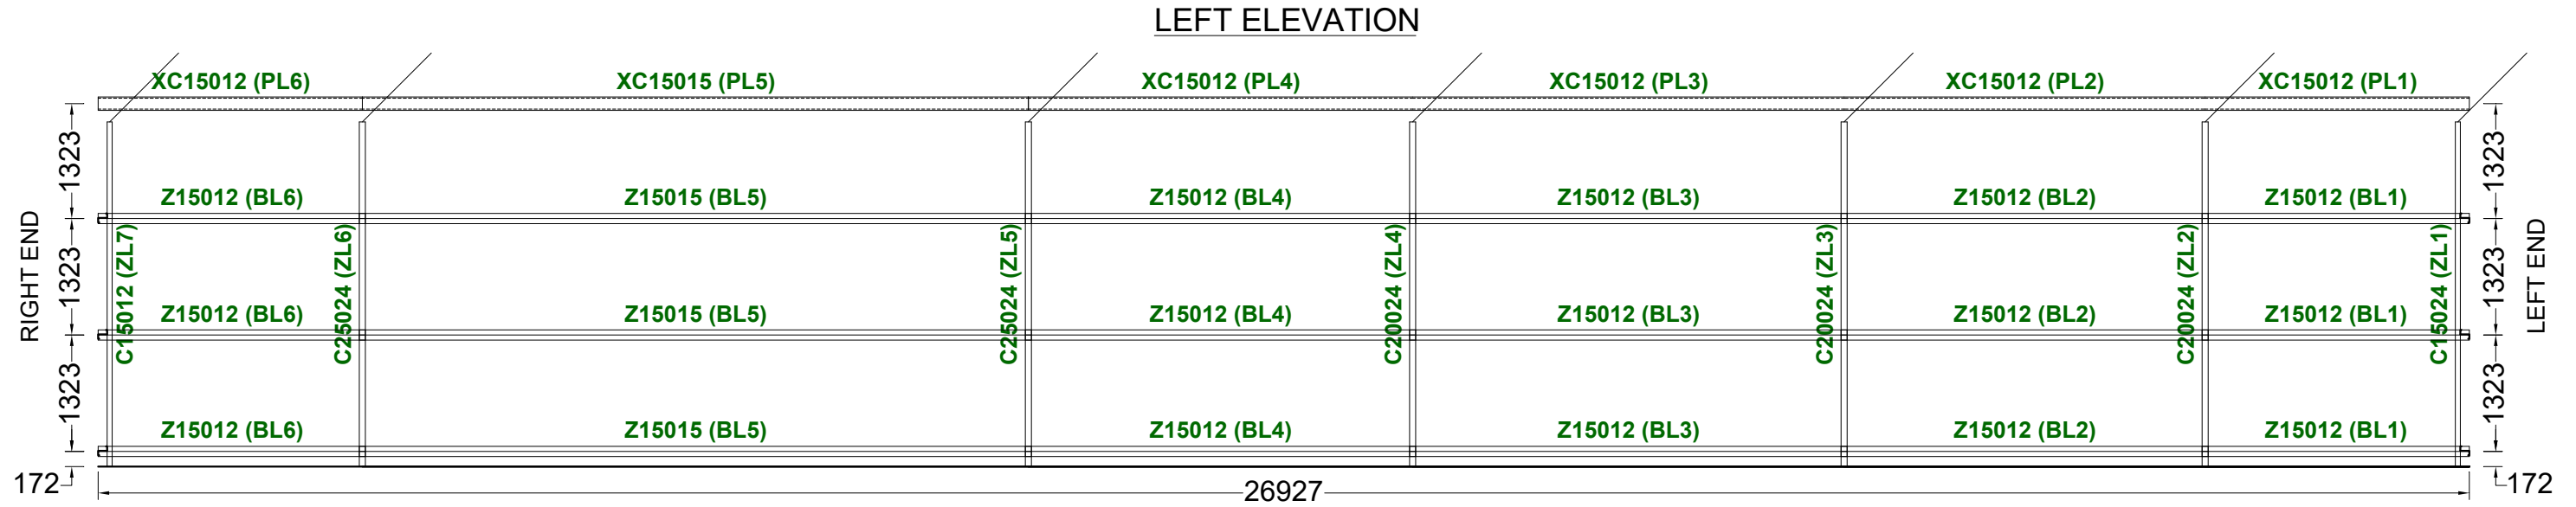 LEFT ELEVATION
XC15012 (PL6) XC15015 (PL5) XC15012 (PL4) XC15012 (PL3) XC15012 (PL2) XC15012 (PL1)
1323 1323
Z15012 (BL6) Z15015 (BL5) Z15012 (BL4) Z15012 (BL3) Z15012 (BL2) Z15012 (BL1)
RIGHT END
C15012 (ZL7)
C25024 (ZL6)
C25024 (ZL5)
C20024 (ZL4)
C20024 (ZL3)
C20024 (ZL2)
C15024 (ZL1)
LEFT END
1323 1323
Z15012 (BL6) Z15015 (BL5) Z15012 (BL4) Z15012 (BL3) Z15012 (BL2) Z15012 (BL1)
1323 1323
Z15012 (BL6) Z15015 (BL5) Z15012 (BL4) Z15012 (BL3) Z15012 (BL2) Z15012 (BL1)
172 26927 172